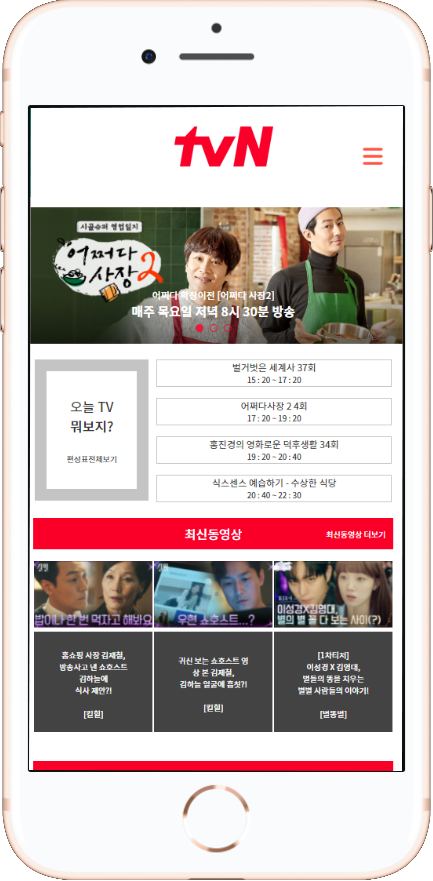 tvN
시골슈퍼 영업일지
어쩌다
사장2
어쩌다 사장이전 [어쩌다 사장2]
매주 목요일 저녁 8시 30분 방송
오늘 TV
뭐보지?
편성표전체보기
벌거벗은 세계사 37회
15 : 20 ~ 17 : 20
어쩌다사장 2 4회
17 : 20 ~ 19 : 20
홍진경의 영화로운 덕후생활 34회
19 : 20 ~ 20 : 40
식스센스 예습하기 - 수상한 식당
20 : 40 ~ 22 : 30
최신동영상
최신동영상 더보기
밥이나 한 번 먹자고 해봐요
우현 쇼호스트...?
이성경X김영대,
별의 별 꼴 다 보는 사이(?)
홈쇼핑 사장 김재철,
방송사고 낸 쇼호스트
김하늘에
식사 제안?!
[킬힐]
귀신 보는 쇼호스트 영
상 본 김재철,
김하늘 얼굴에 흠칫?!
[킬힐]
[1차티저]
이성경 X 김영대,
별들의 똥을 치우는
별별 사람들의 이야기!
[별똥별]